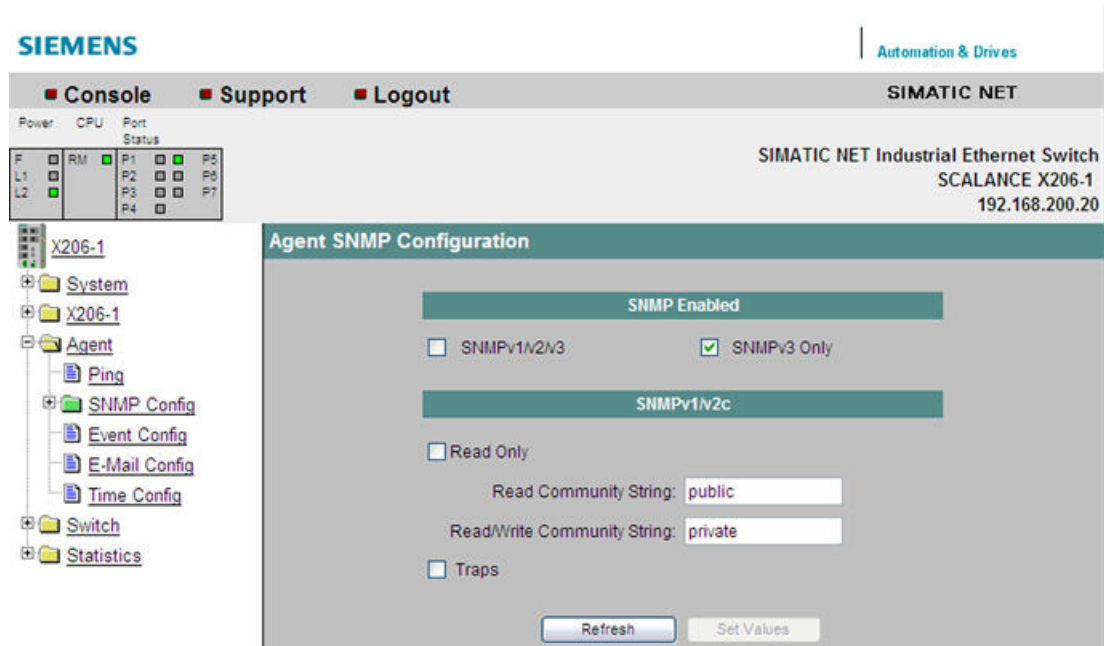 SIEMENS
Automation & Drives
Console Support Logout SIMATIC NET
Power CPU Port Status
F RM P1 P5
L1 P2 P6
L2 P3 P7
P4
SIMATIC NET Industrial Ethernet Switch
SCALANCE X206-1
192.168.200.20
X206-1
System
X206-1
Agent
Ping
SNMP Config
Event Config
E-Mail Config
Time Config
Switch
Statistics
Agent SNMP Configuration
SNMP Enabled
SNMPv1/v2/v3 SNMPv3 Only
SNMPv1/v2c
Read Only
Read Community String: public
Read/Write Community String: private
Traps
Refresh Set Values